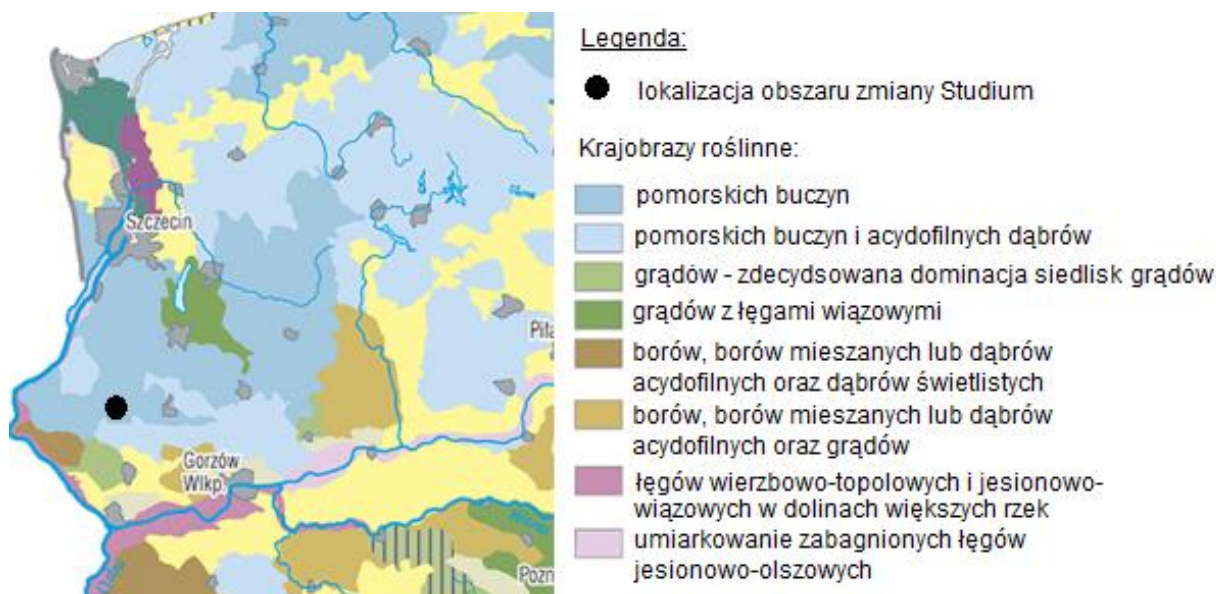 Szczecin
Piła
Gorzów
Wlkp.
Pozn
Legenda:
lokalizacja obszaru zmiany Studium
Krajobrazy roślinne:
pomorskich buczyn
pomorskich buczyn i acydofilnych dąbrów
grądów - zdecydsowana dominacja siedlisk grądów
grądów z łęgami wiązowymi
borów, borów mieszanych lub dąbrów
acydofilnych oraz dąbrów świetlistych
borów, borów mieszanych lub dąbrów
acydofilnych oraz grądów
łęgów wierzbowo-topolowych i jesionowo-
wiązowych w dolinach większych rzek
umiarkowanie zabagnionych łęgów
jesionowo-olszowych